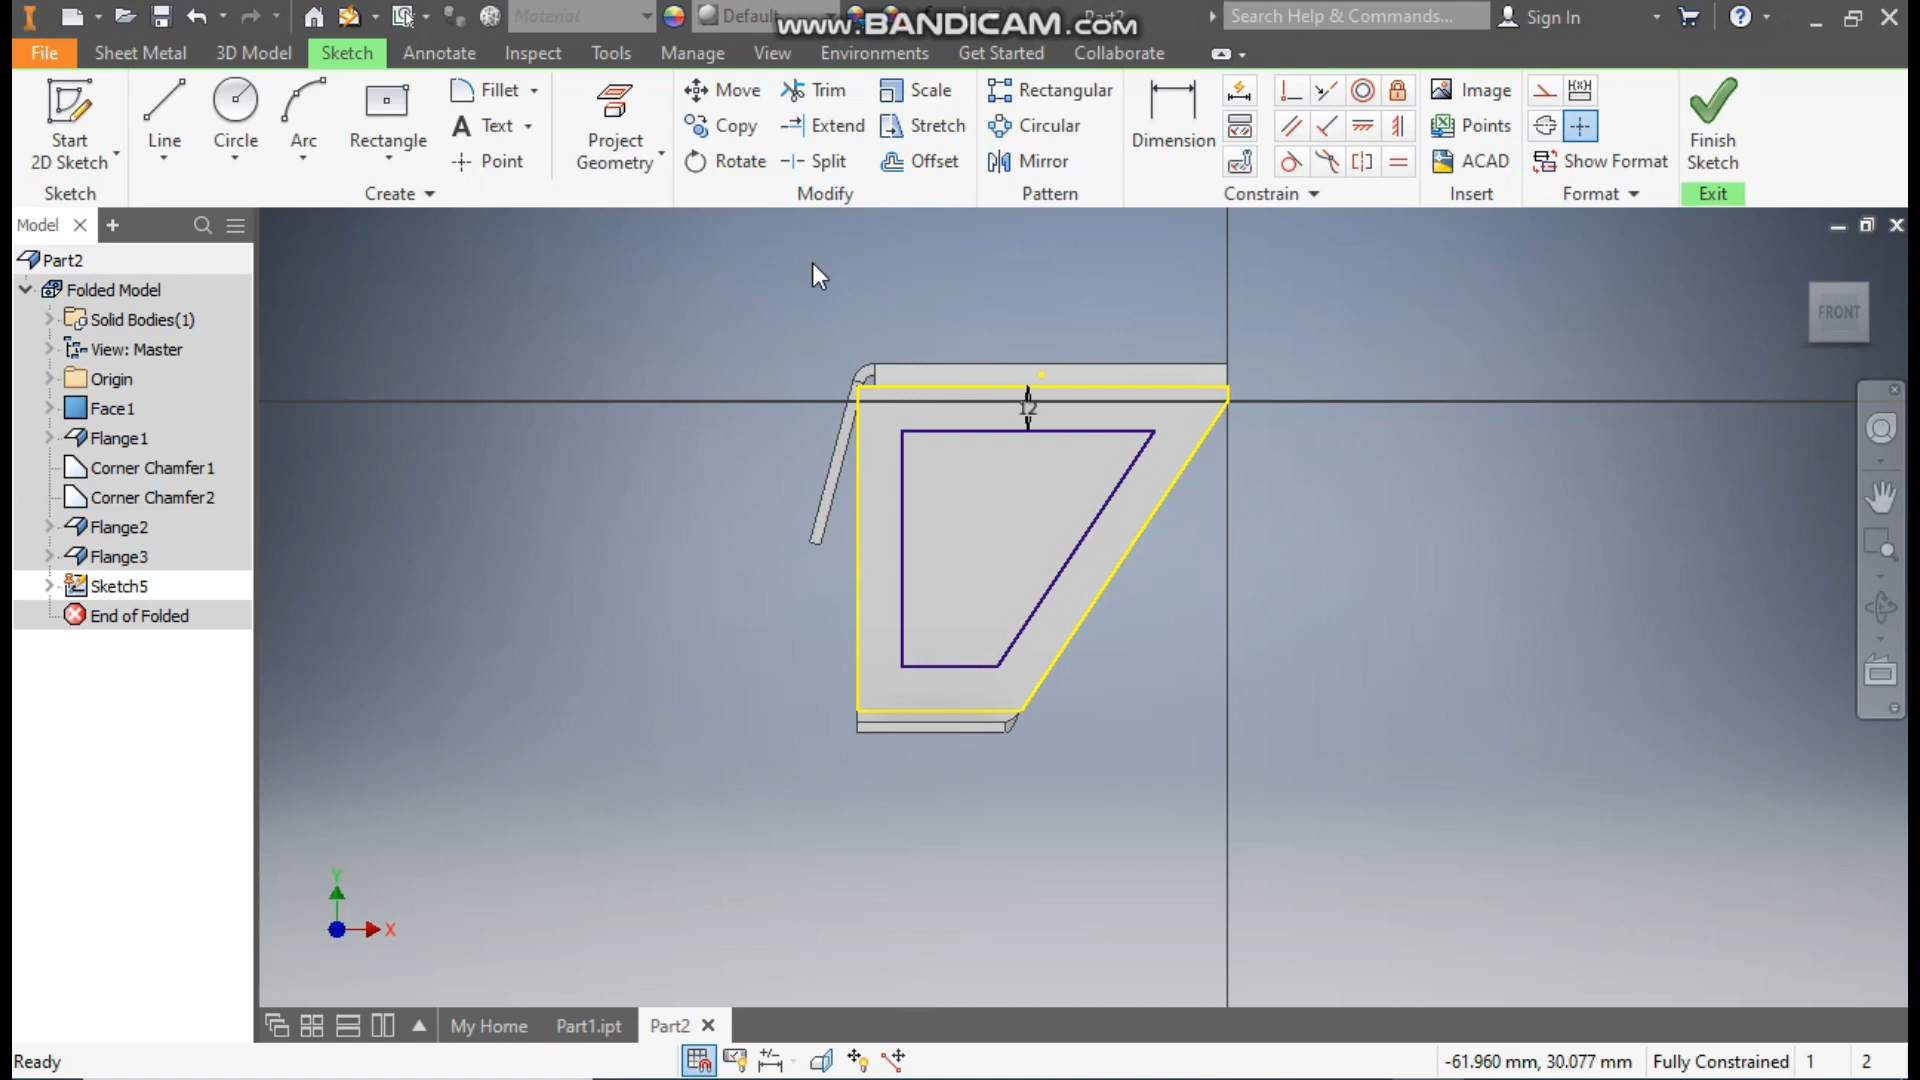 Material
Default
www.BANDICAM.com
Search Help & Commands...
Sign In
File
Sheet Metal
3D Model
Sketch
Annotate
Inspect
Tools
Manage
View
Environments
Get Started
Collaborate
Start
2D Sketch
Line
Circle
Arc
Rectangle
Fillet
Text
Point
Project
Geometry
Move
Copy
Rotate
Trim
Extend
Split
Scale
Stretch
Offset
Rectangular
Circular
Mirror
Dimension
Image
Points
ACAD
Show Format
Finish
Sketch
Sketch
Create
Modify
Pattern
Constrain
Insert
Format
Exit
Model
Part2
Folded Model
Solid Bodies(1)
View: Master
Origin
Face1
Flange1
Corner Chamfer1
Corner Chamfer2
Flange2
Flange3
Sketch5
End of Folded
FRONT
12
Y
X
My Home
Part1.ipt
Part2
Ready
-61.960 mm, 30.077 mm
Fully Constrained
1
2